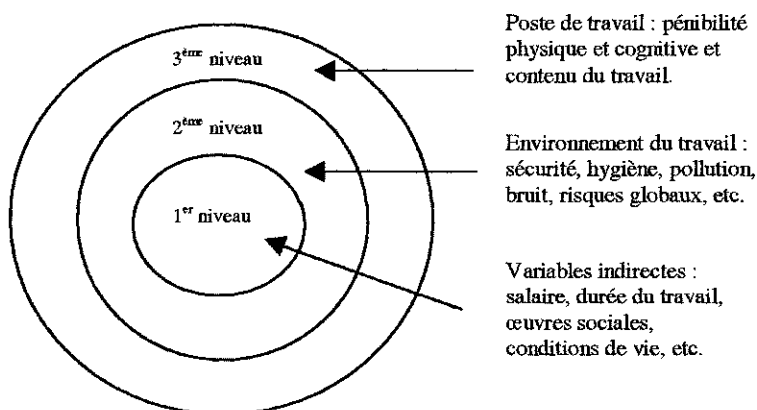 3ème niveau
2ème niveau
1er niveau
Poste de travail : pénibilité
physique et cognitive et
contenu du travail.
Environnement du travail :
sécurité, hygiène, pollution,
bruit, risques globaux, etc.
Variables indirectes :
salaire, durée du travail,
œuvres sociales,
conditions de vie, etc.